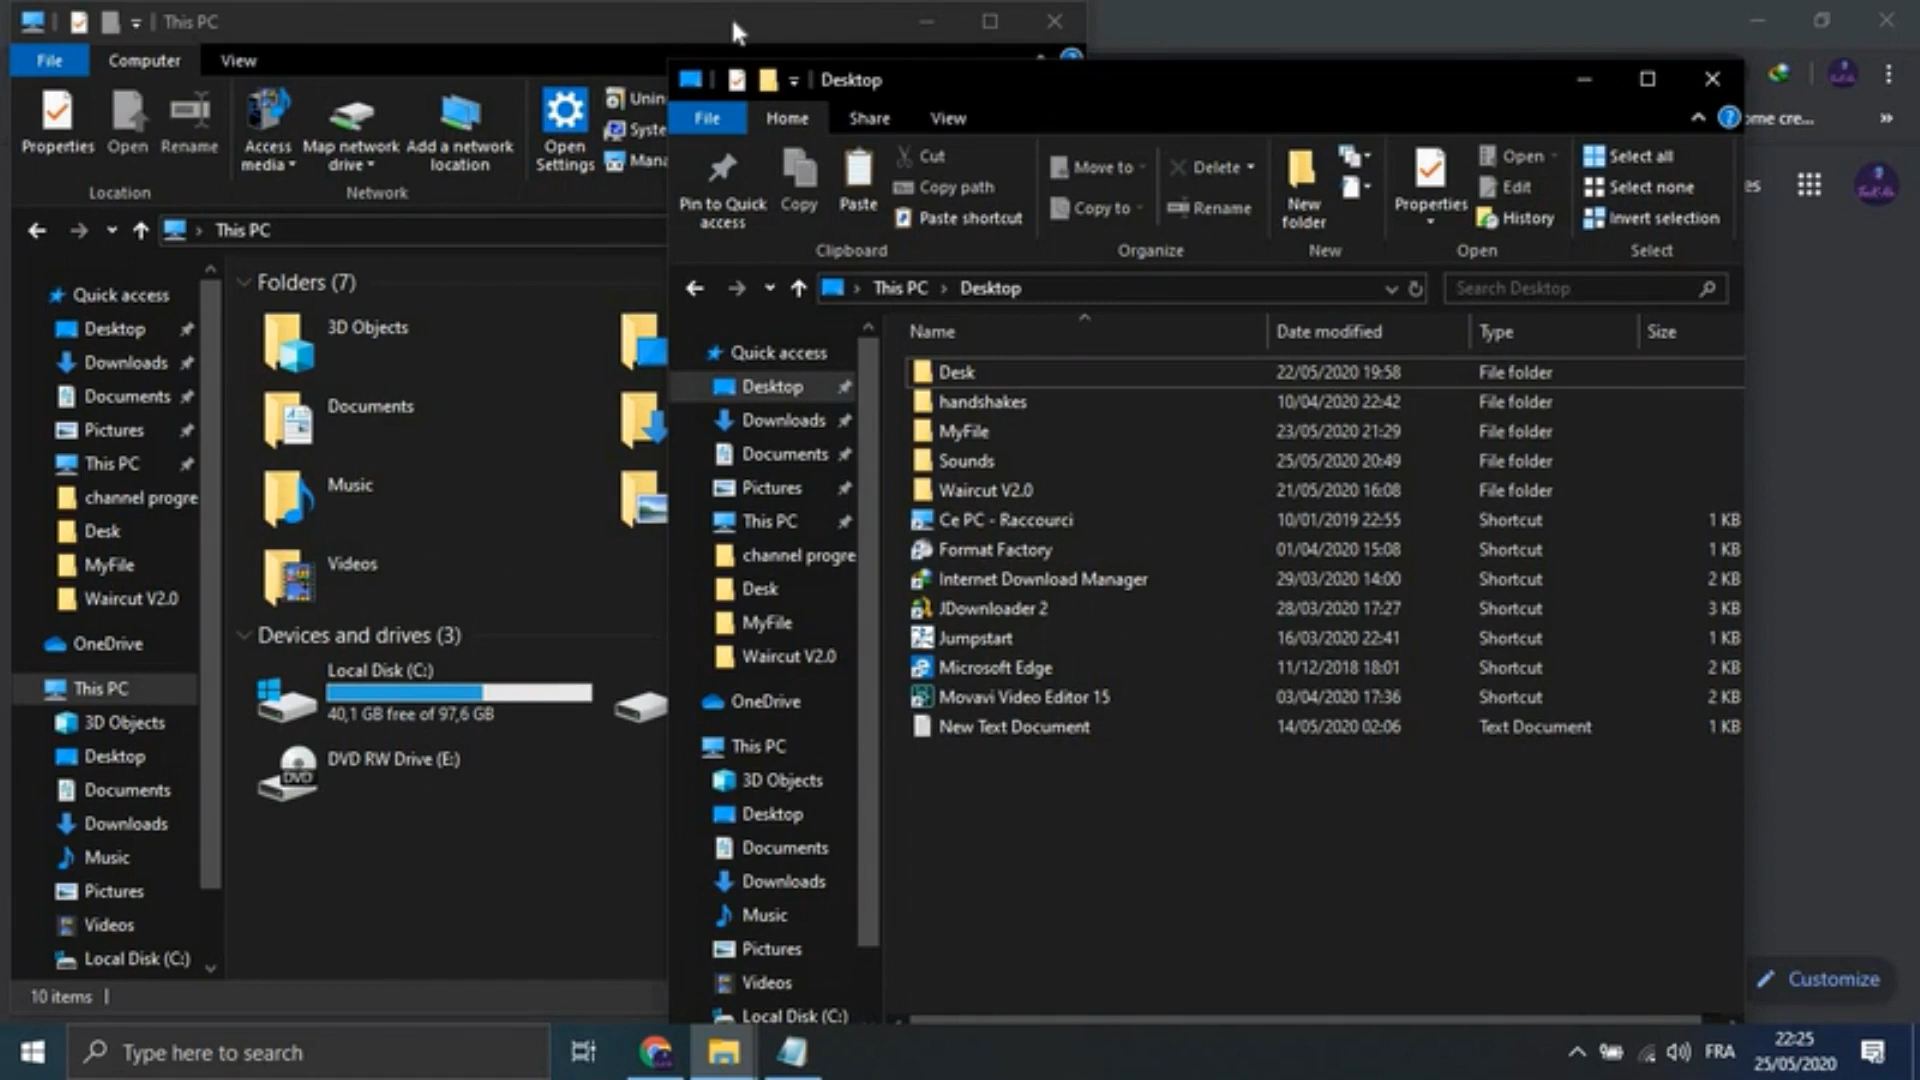 This PC
File
Computer
View
Properties
Open
Rename
Access
media
Map network
drive
Add a network
location
Open
Settings
Location
Network
This PC
Quick access
Desktop
Downloads
Documents
Pictures
This PC
channel progre
Desk
MyFile
Waircut V2.0
OneDrive
This PC
3D Objects
Desktop
Documents
Downloads
Music
Pictures
Videos
Local Disk (C:)
10 items
Folders (7)
3D Objects
Documents
Music
Videos
Devices and drives (3)
Local Disk (C:)
40,1 GB free of 97,6 GB
DVD
DVD RW Drive (E:)
Desktop
File
Home
Share
View
Pin to Quick
access
Copy
Paste
Cut
Copy path
Paste shortcut
Move to
Copy to
Delete
Rename
New
folder
Properties
Open
Edit
History
Select all
Select none
Invert selection
Clipboard
Organize
New
Open
Select
This PC
Desktop
Search Desktop
Quick access
Desktop
Downloads
Documents
Pictures
This PC
channel progre
Desk
MyFile
Waircut V2.0
OneDrive
This PC
3D Objects
Desktop
Documents
Downloads
Music
Pictures
Videos
Local Disk (C:)
Name Date modified Type Size
Desk 22/05/2020 19:58 File folder
handshakes 10/04/2020 22:42 File folder
MyFile 23/05/2020 21:29 File folder
Sounds 25/05/2020 20:49 File folder
Waircut V2.0 21/05/2020 16:08 File folder
Ce PC - Raccourci 10/01/2019 22:55 Shortcut 1 KB
Format Factory 01/04/2020 15:08 Shortcut 1 KB
Internet Download Manager 29/03/2020 14:00 Shortcut 2 KB
JDownloader 2 28/03/2020 17:27 Shortcut 3 KB
Jumpstart 16/03/2020 22:41 Shortcut 1 KB
Microsoft Edge 11/12/2018 18:01 Shortcut 2 KB
Movavi Video Editor 15 03/04/2020 17:36 Shortcut 2 KB
New Text Document 14/05/2020 02:06 Text Document 1 KB
Customize
Type here to search
FRA
22:25
25/05/2020